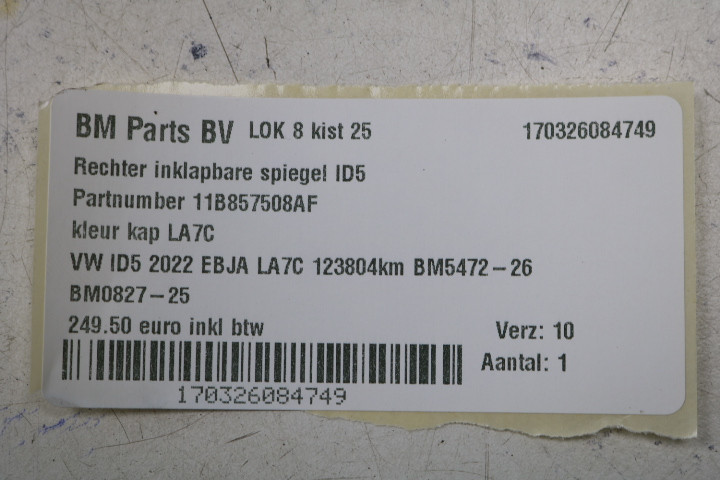 BM Parts BV LOK 8 kist 25 170326084749
Rechter inklapbare spiegel ID5
Partnumber 11B857508AF
kleur kap LA7C
VW ID5 2022 EBJA LA7C 123804km BM5472-26
BM0827-25
249.50 euro inkl btw Verz: 10
Aantal: 1
170326084749